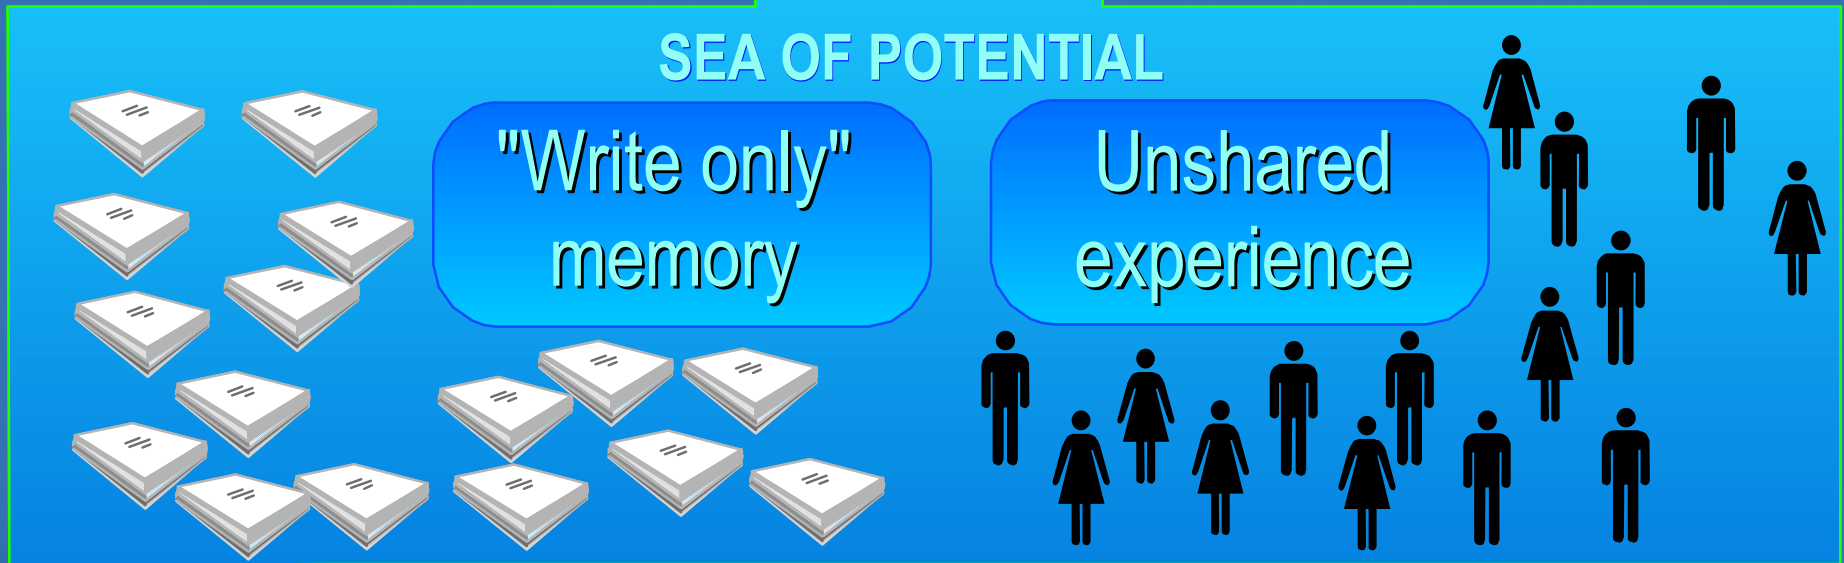 SEA OF POTENTIAL
"Write only"
memory
Unshared
experience